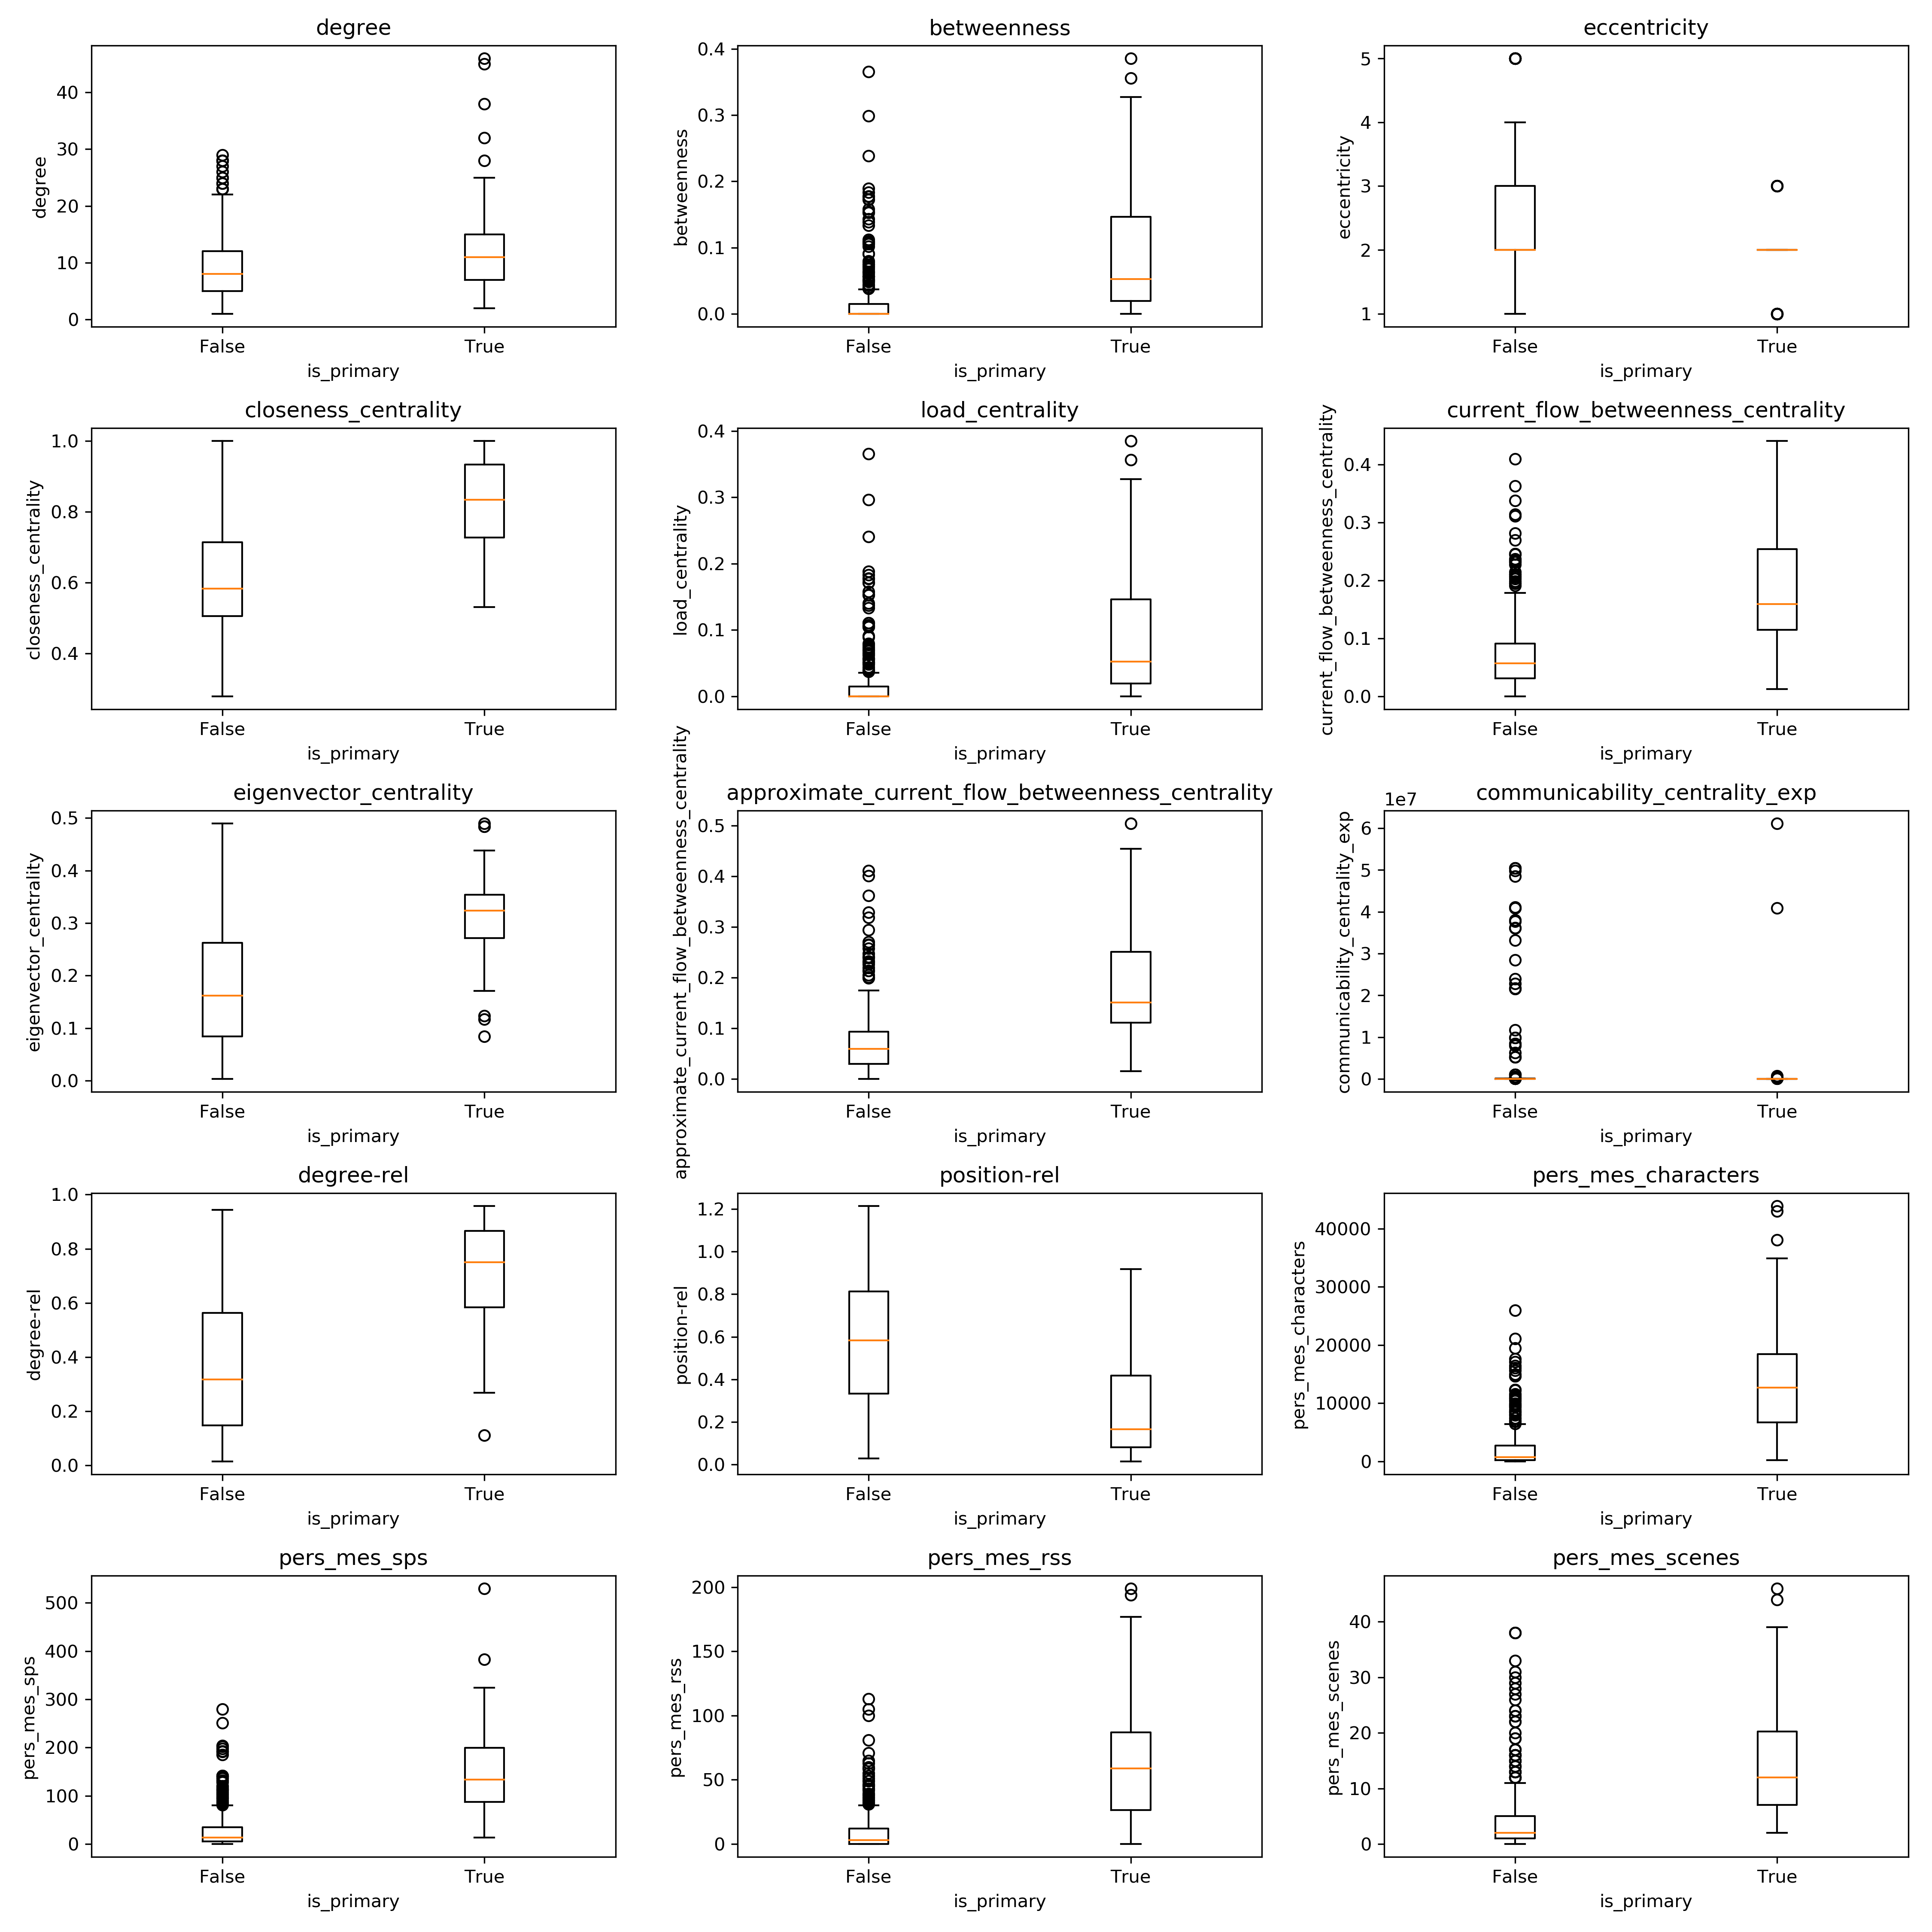 degree
degree
40
30
20
10
0
False
True
is_primary
betweenness
betweenness
0.4
0.3
0.2
0.1
0.0
False
True
is_primary
eccentricity
eccentricity
5
4
3
2
1
False
True
is_primary
closeness_centrality
closeness_centrality
1.0
0.8
0.6
0.4
False
True
is_primary
load_centrality
load_centrality
0.4
0.3
0.2
0.1
0.0
False
True
is_primary
current_flow_betweenness_centrality
current_flow_betweenness_centrality
0.4
0.3
0.2
0.1
0.0
False
True
is_primary
eigenvector_centrality
eigenvector_centrality
0.5
0.4
0.3
0.2
0.1
0.0
False
True
is_primary
approximate_current_flow_betweenness_centrality
approximate_current_flow_betweenness_centrality
0.5
0.4
0.3
0.2
0.1
0.0
False
True
is_primary
communicability_centrality_exp
communicability_centrality_exp
1e7
6
5
4
3
2
1
0
False
True
is_primary
degree-rel
degree-rel
1.0
0.8
0.6
0.4
0.2
0.0
False
True
is_primary
position-rel
position-rel
1.2
1.0
0.8
0.6
0.4
0.2
0.0
False
True
is_primary
pers_mes_characters
pers_mes_characters
40000
30000
20000
10000
0
False
True
is_primary
pers_mes_sps
pers_mes_sps
500
400
300
200
100
0
False
True
is_primary
pers_mes_rss
pers_mes_rss
200
150
100
50
0
False
True
is_primary
pers_mes_scenes
pers_mes_scenes
40
30
20
10
0
False
True
is_primary